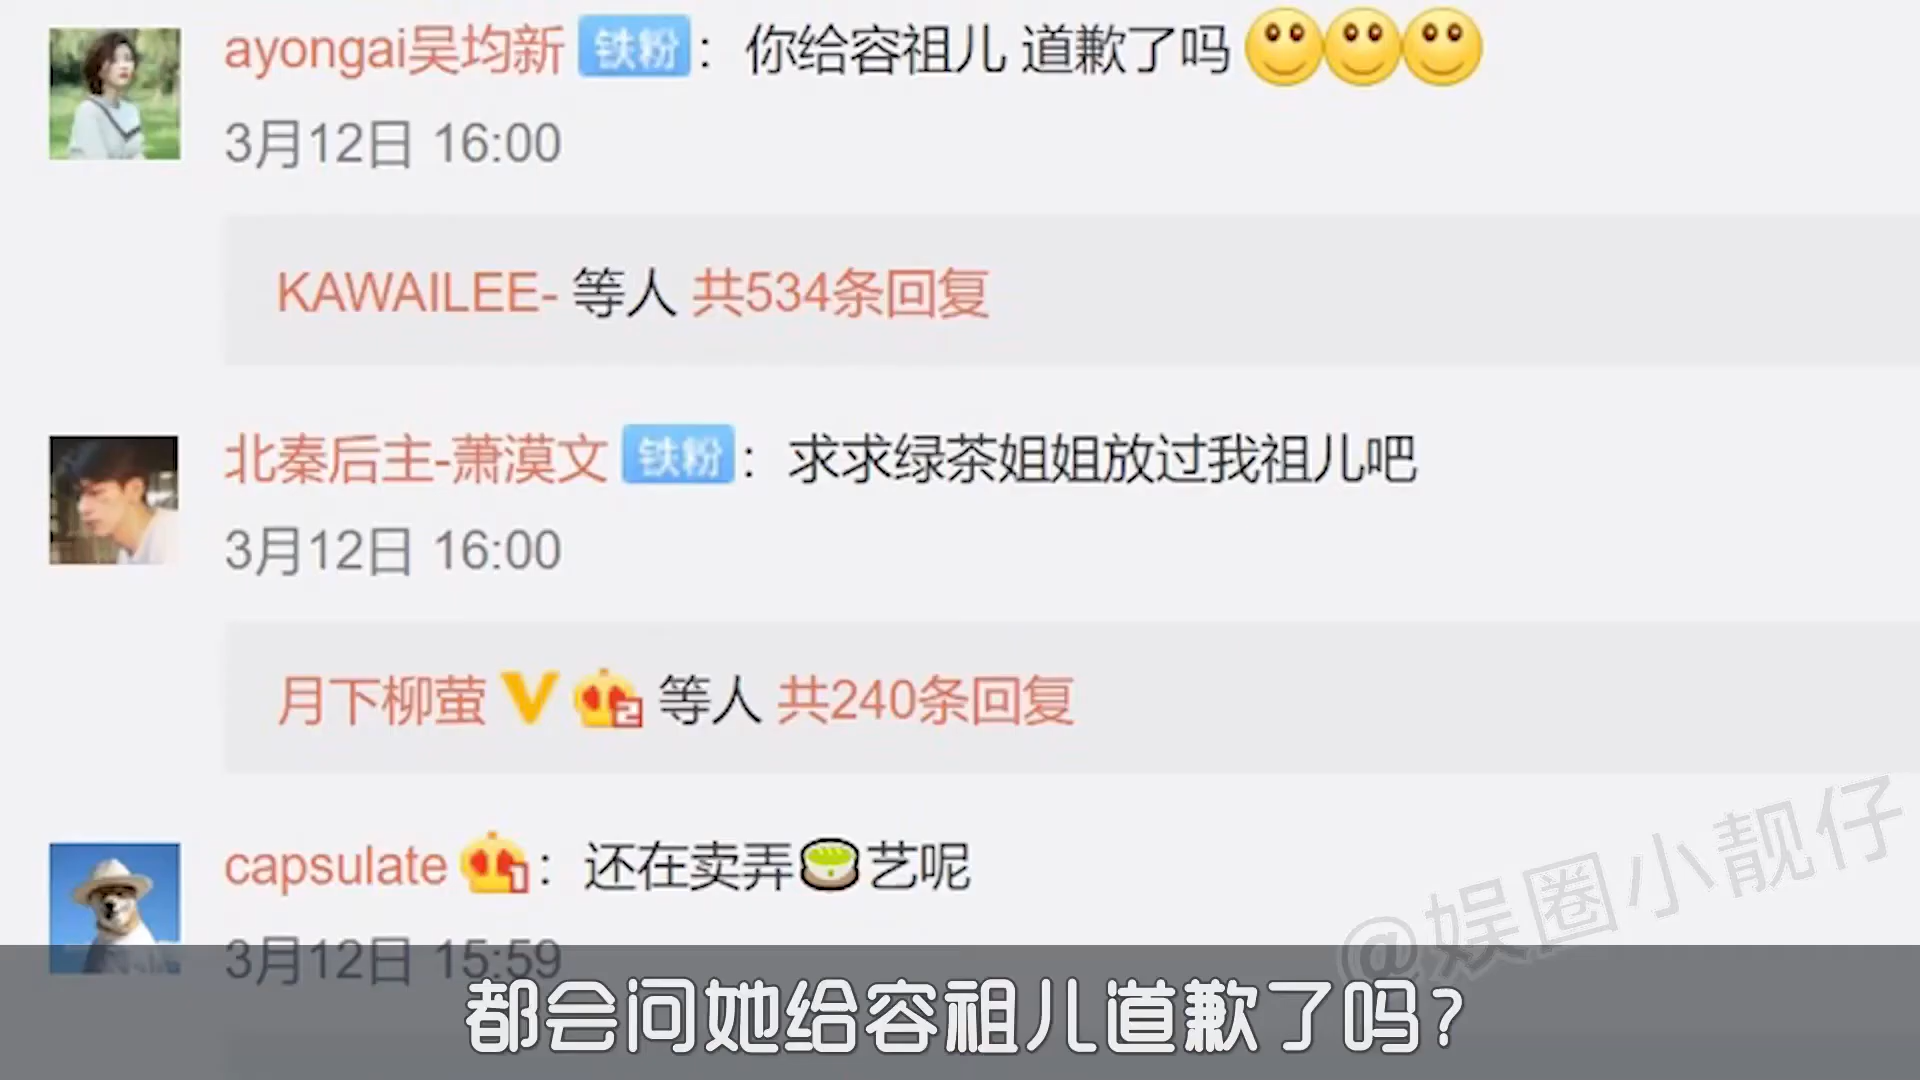 ayongai吴均新 铁粉：你给容祖儿 道歉了吗
3月12日 16:00
KAWAILEE- 等人 共534条回复
北秦后主-萧漠文 铁粉：求求绿茶姐姐放过我祖儿吧
3月12日 16:00
月下柳萤 V 2 等人 共240条回复
capsulate 1：还在卖弄艺呢
3月12日 15:59
@娱圈小靓仔
都会问她给容祖儿道歉了吗？